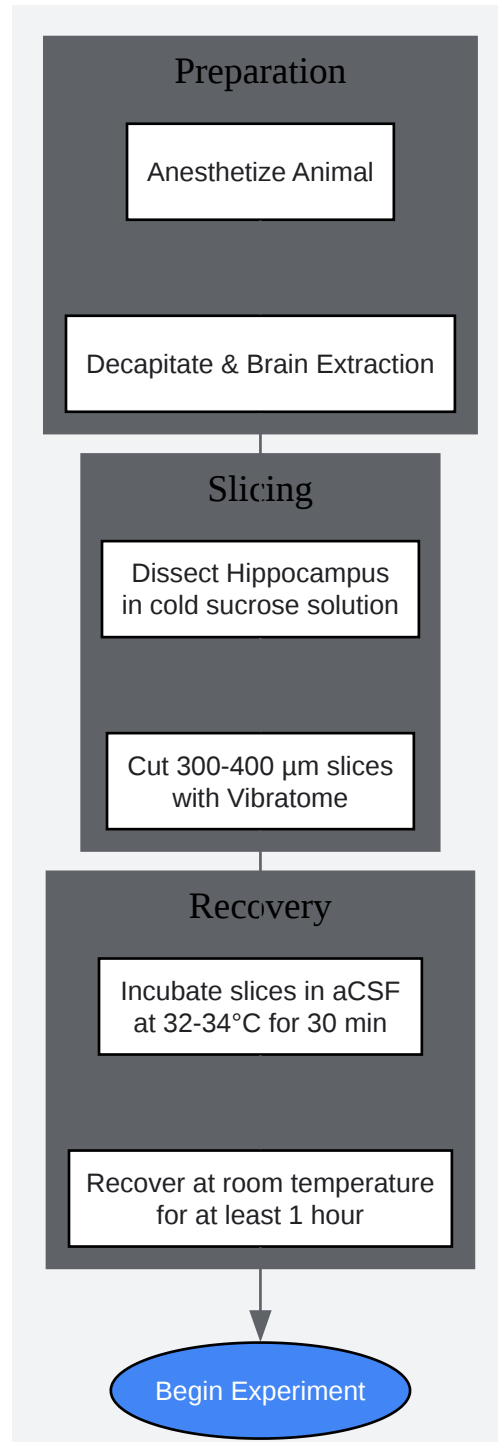 Preparation
Anesthetize Animal
Decapitate & Brain Extraction
Slicing
Dissect Hippocampus
in cold sucrose solution
Cut 300-400 µm slices
with Vibratome
Recovery
Incubate slices in aCSF
at 32-34°C for 30 min
Recover at room temperature
for at least 1 hour
Begin Experiment